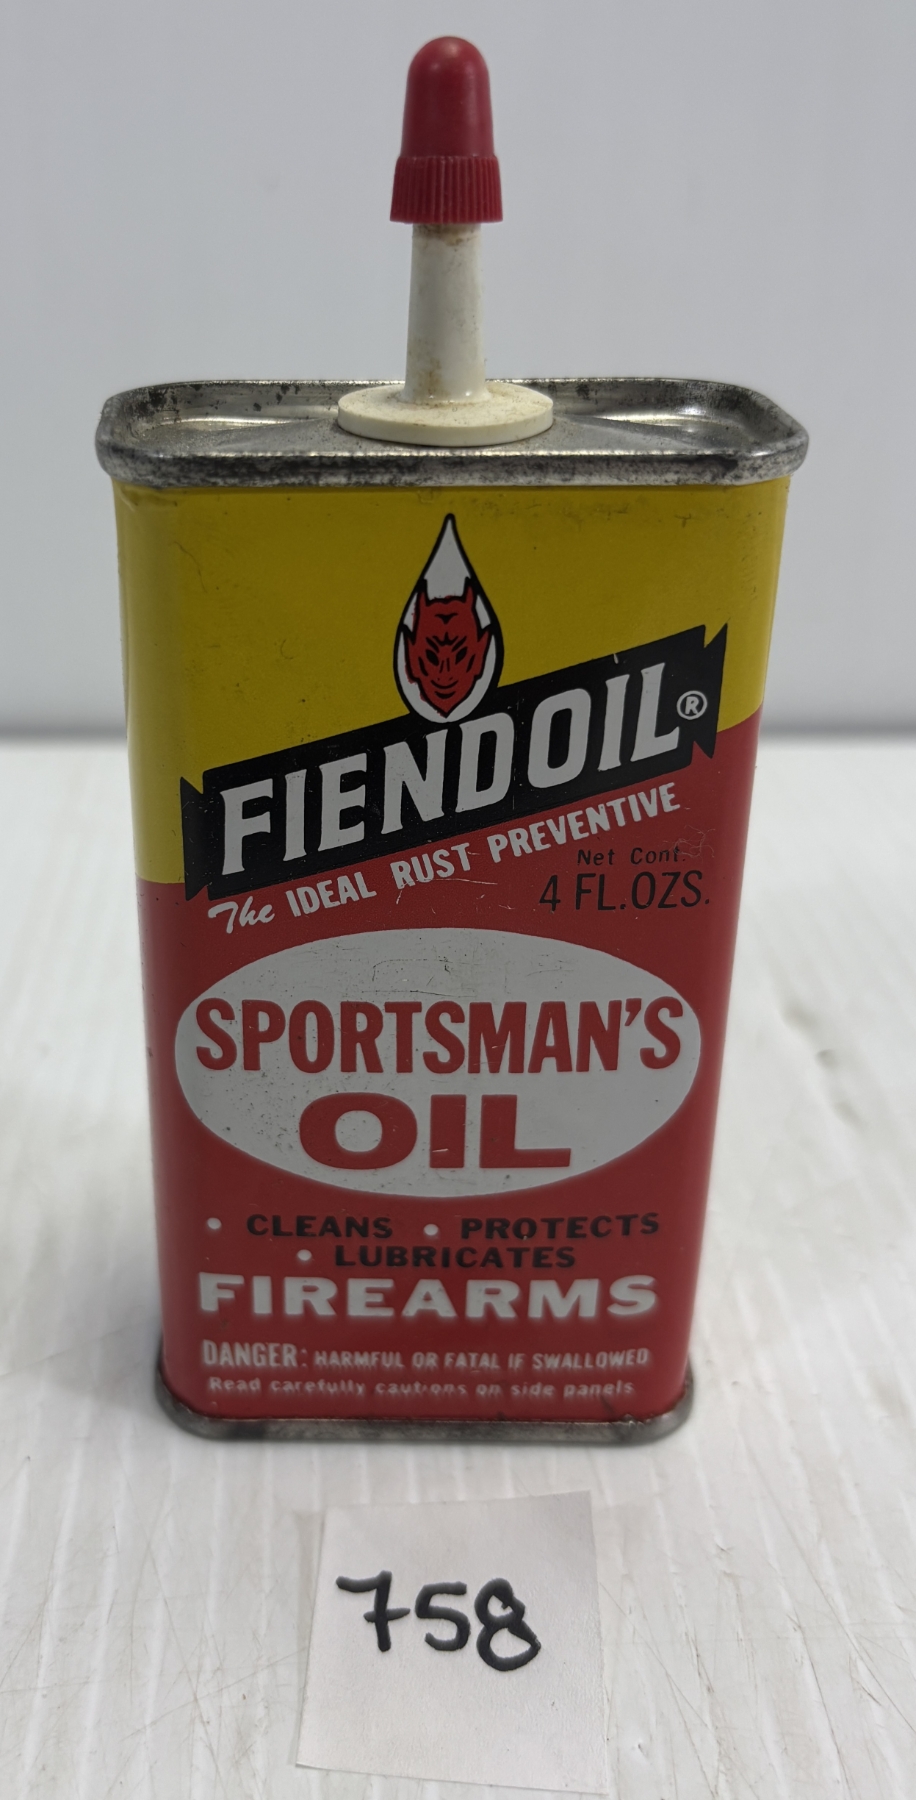 FIENDOIL®
The IDEAL RUST PREVENTIVE
Net Cont.
4 FL.OZS.
SPORTSMAN'S
OIL
• CLEANS • PROTECTS
• LUBRICATES
FIREARMS
DANGER: HARMFUL OR FATAL IF SWALLOWED
Read carefully cautions on side panels
758